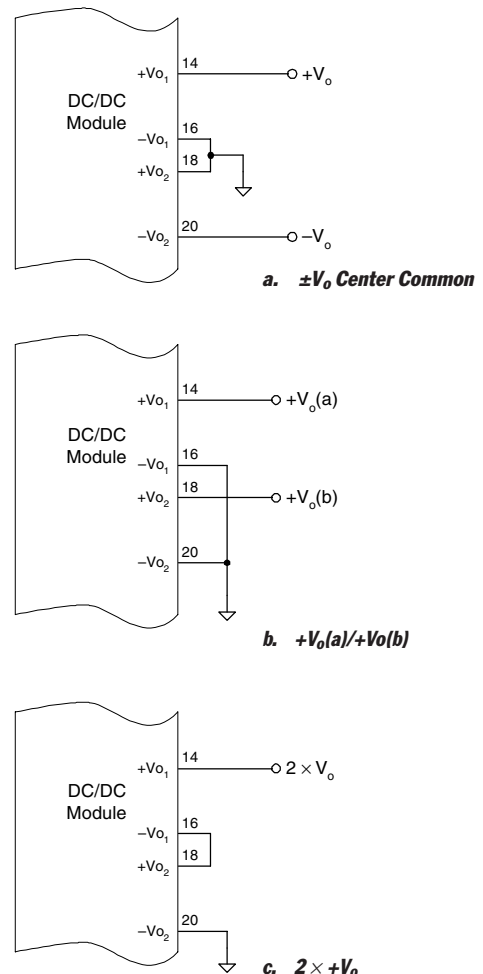 +Vo1 14 +Vo
DC/DC
Module
−Vo1 16
+Vo2 18
−Vo2 20 −Vo
a. ±Vo Center Common
+Vo1 14 +Vo(a)
DC/DC
Module
−Vo1 16
+Vo2 18 +Vo(b)
−Vo2 20
b. +Vo(a)/+Vo(b)
+Vo1 14 2 × Vo
DC/DC
Module
−Vo1 16
+Vo2 18
−Vo2 20
c. 2 × +Vo